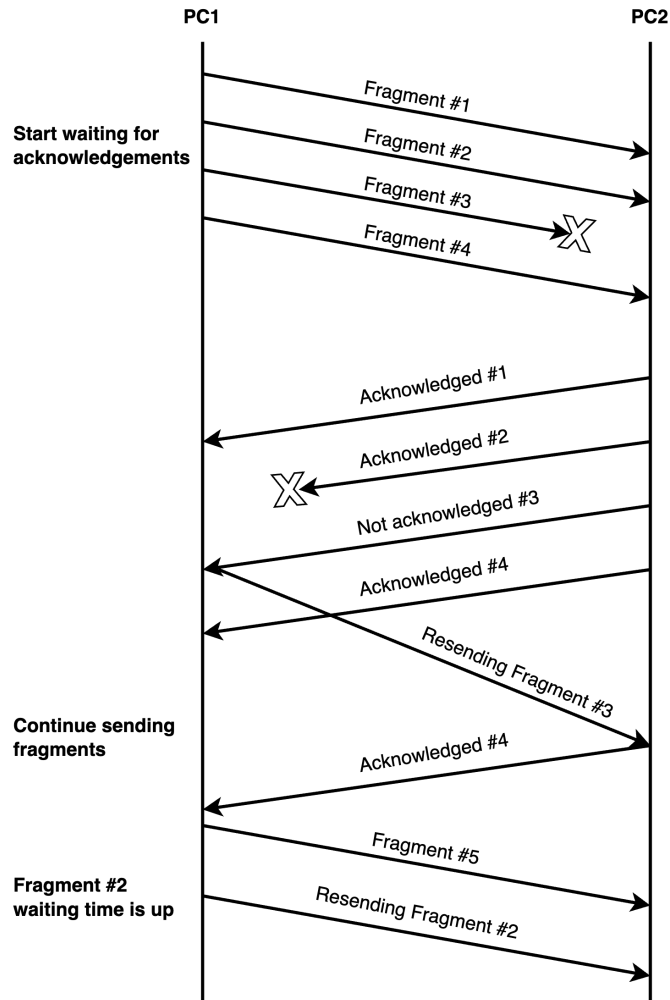 PC1
PC2
Fragment #1
Start waiting for
acknowledgements
Fragment #2
Fragment #3
X
Fragment #4
Acknowledged #1
Acknowledged #2
X
Not acknowledged #3
Acknowledged #4
Resending Fragment #3
Continue sending
fragments
Acknowledged #4
Fragment #5
Fragment #2
waiting time is up
Resending Fragment #2